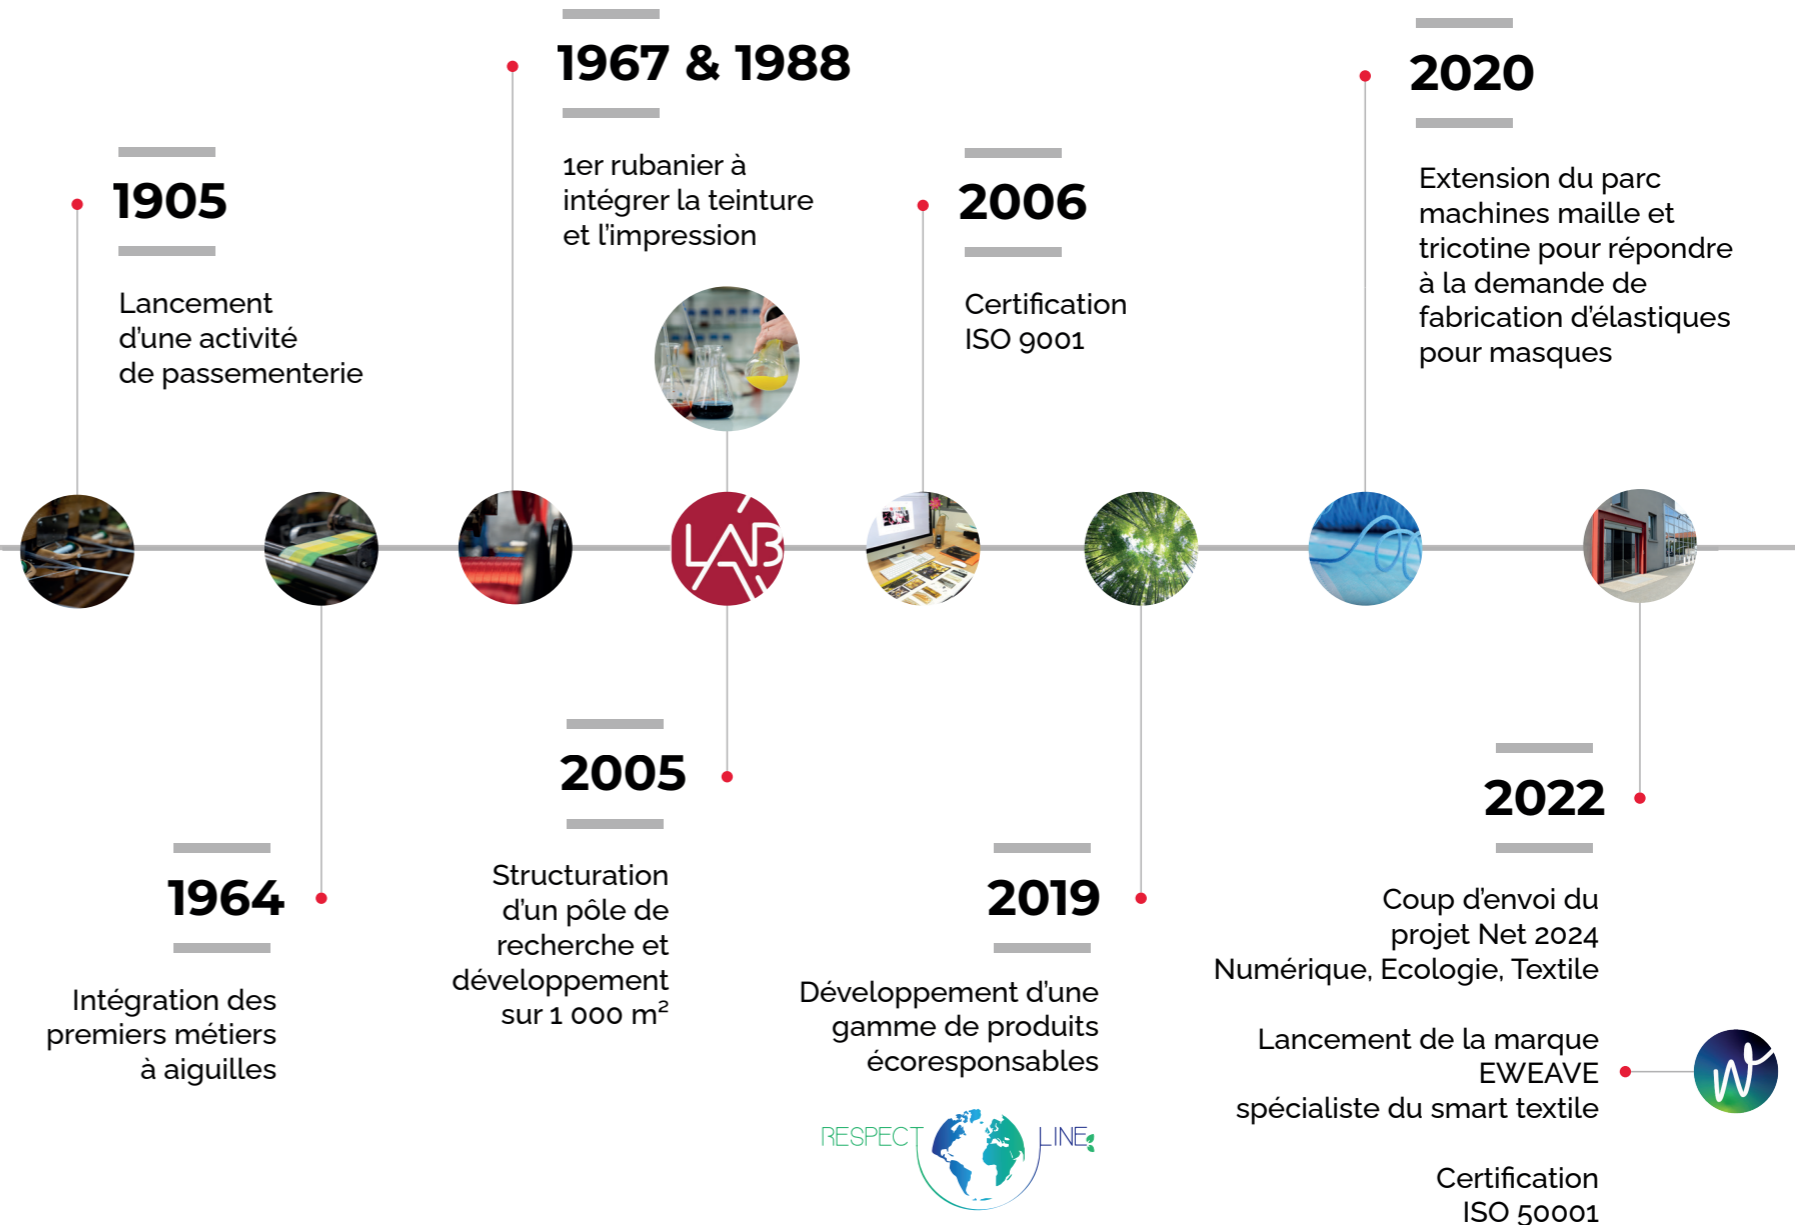 1905
Lancement
d'une activité
de passementerie
1964
Intégration des
premiers métiers
à aiguilles
1967 & 1988
1er rubanier à
intégrer la teinture
et l'impression
LAB
2005
Structuration
d'un pôle de
recherche et
développement
sur 1 000 m²
2006
Certification
ISO 9001
2019
Développement d'une
gamme de produits
écoresponsables
RESPECT LINE
2020
Extension du parc
machines maille et
tricotine pour répondre
à la demande de
fabrication d'élastiques
pour masques
2022
Coup d'envoi du
projet Net 2024
Numérique, Ecologie, Textile
Lancement de la marque
EWEAVE
spécialiste du smart textile
W
Certification
ISO 50001